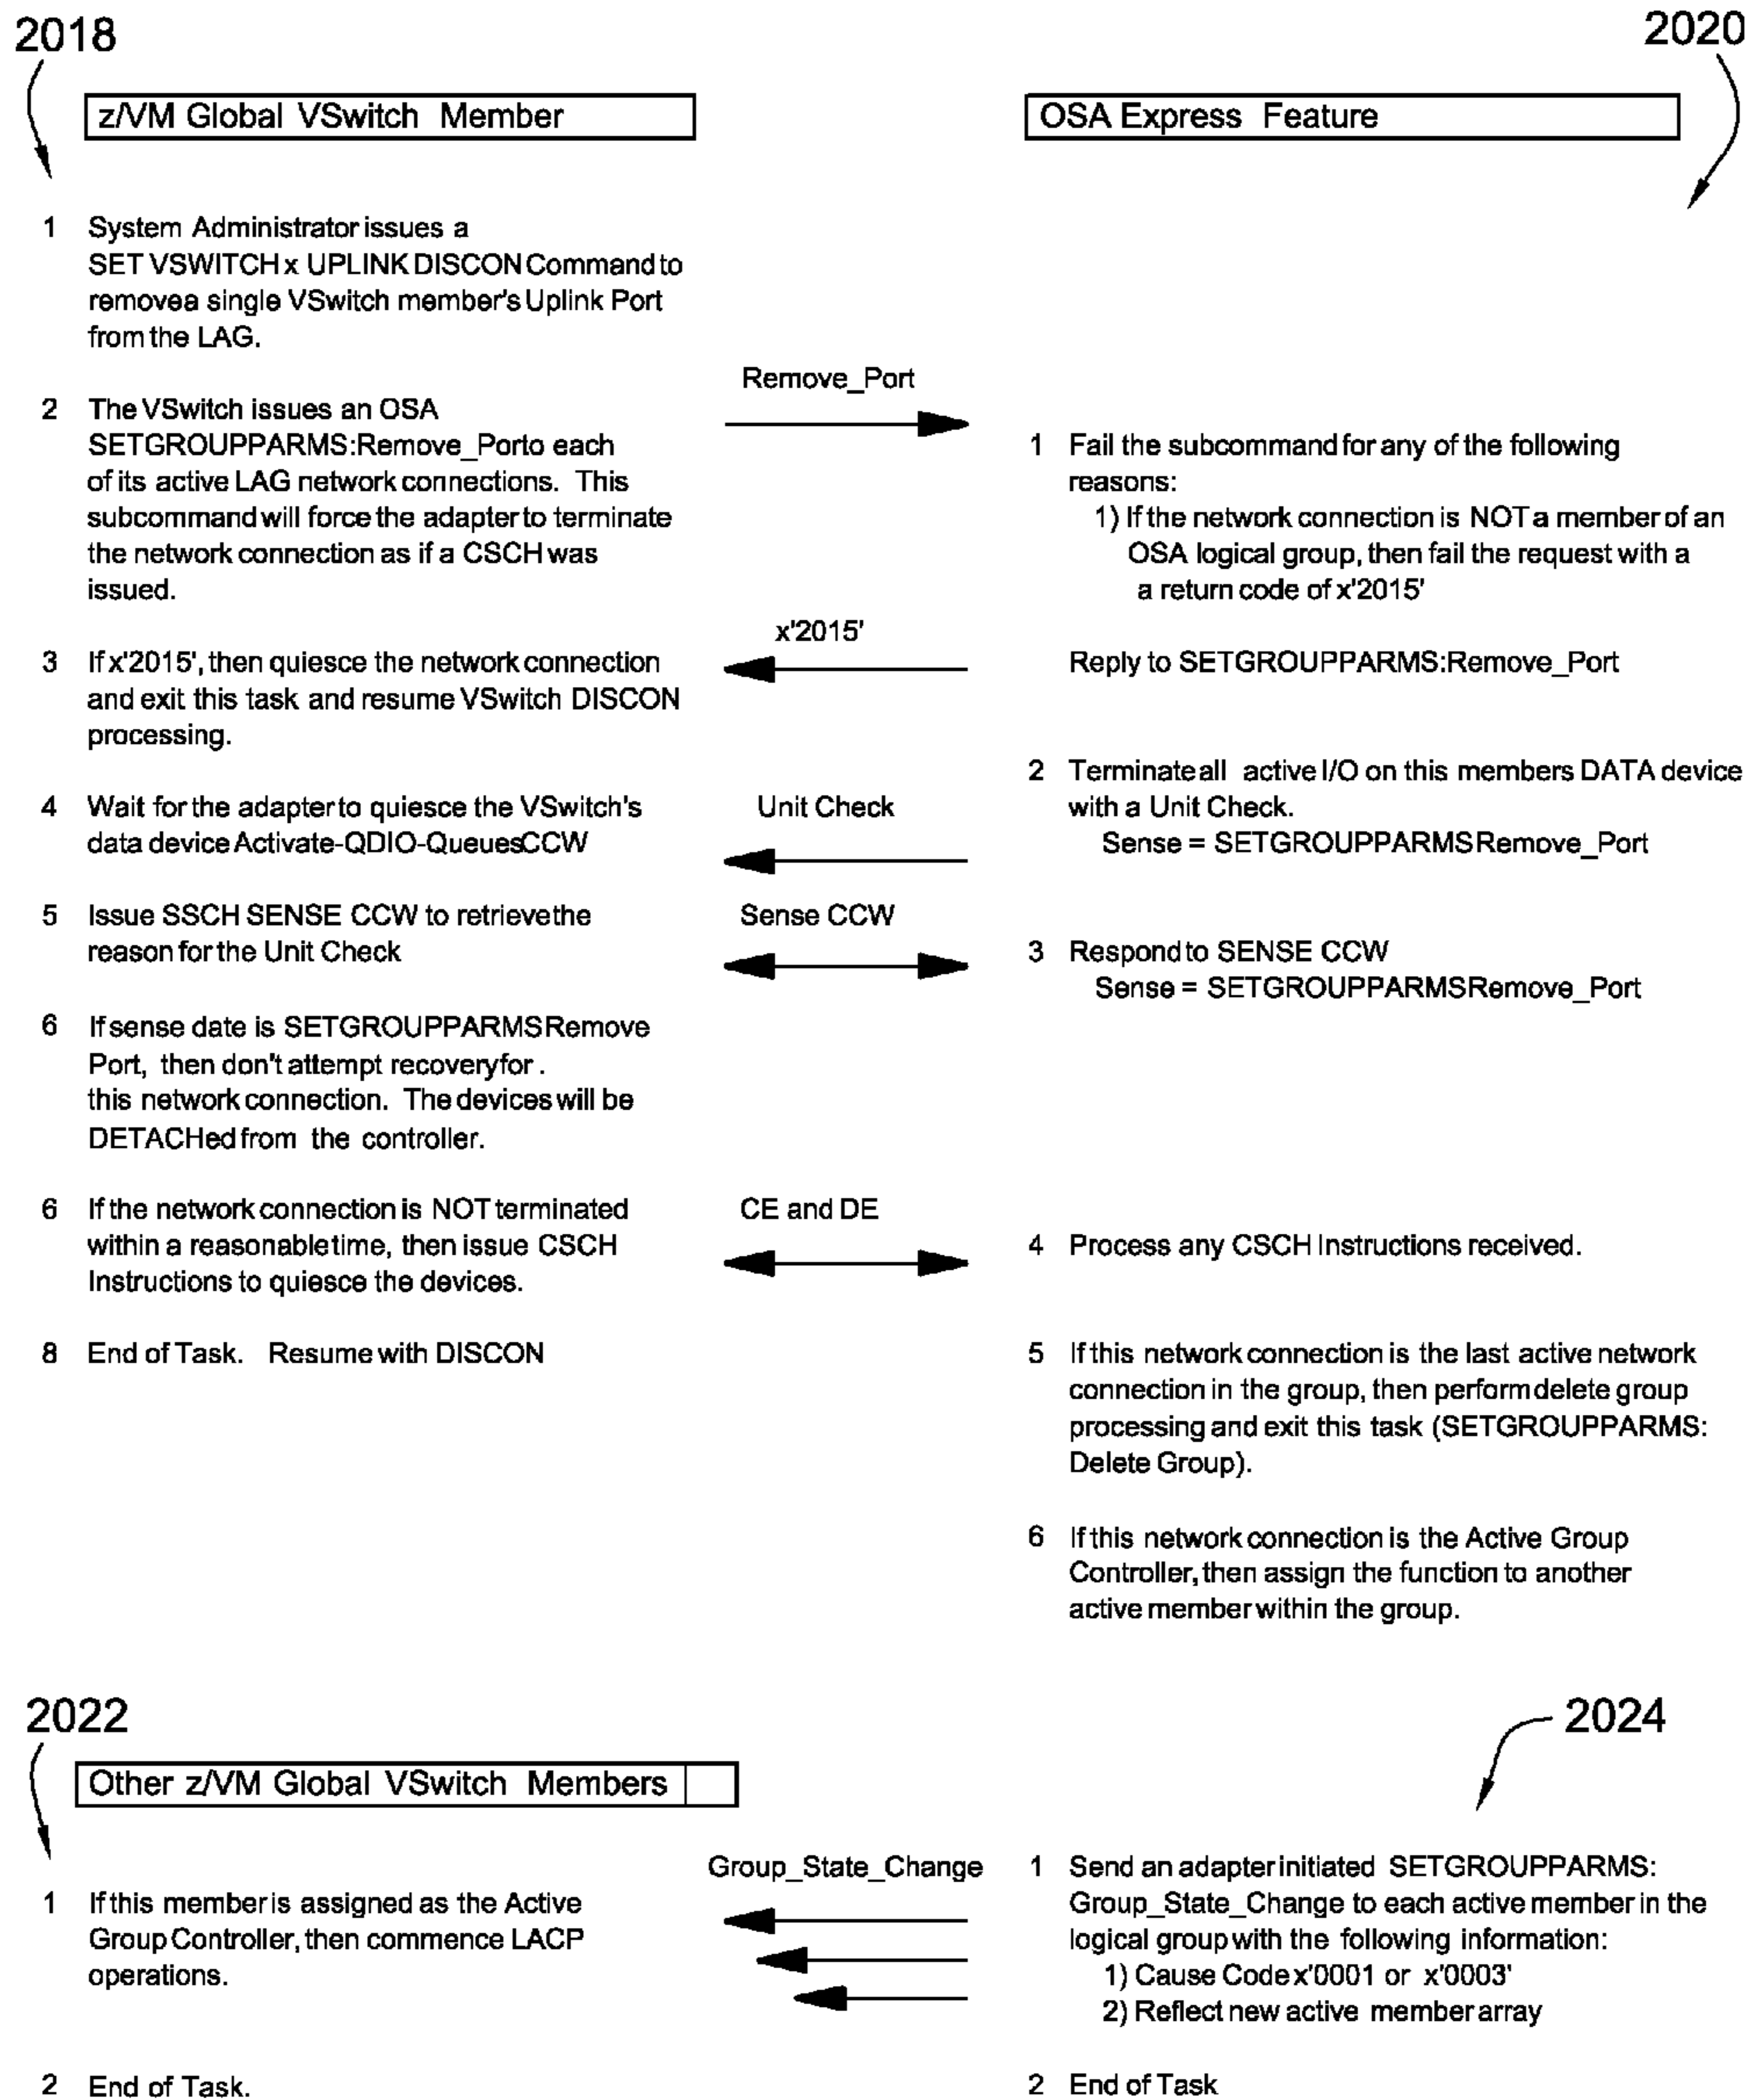 2018
2020
z/VM Global VSwitch Member
OSA Express Feature
1 System Administrator issues a
SET VSWITCH x UPLINK DISCON Command to
remove a single VSwitch member's Uplink Port
from the LAG.
Remove_Port
2 The VSwitch issues an OSA
SETGROUPPARMS:Remove_Porto each
of its active LAG network connections. This
subcommand will force the adapter to terminate
the network connection as if a CSCH was
issued.
1 Fail the subcommand for any of the following
reasons:
1) If the network connection is NOT a member of an
OSA logical group, then fail the request with a
a return code of x'2015'
x'2015'
3 If x'2015', then quiesce the network connection
and exit this task and resume VSwitch DISCON
processing.
Reply to SETGROUPPARMS:Remove_Port
2 Terminate all active I/O on this members DATA device
with a Unit Check.
Sense = SETGROUPPARMSRemove_Port
4 Wait for the adapter to quiesce the VSwitch's
data device Activate-QDIO-QueuesCCW
Unit Check
5 Issue SSCH SENSE CCW to retrieve the
reason for the Unit Check
Sense CCW
3 Respond to SENSE CCW
Sense = SETGROUPPARMSRemove_Port
6 If sense date is SETGROUPPARMSRemove
Port, then don't attempt recovery for .
this network connection. The devices will be
DETACHed from the controller.
6 If the network connection is NOT terminated
within a reasonable time, then issue CSCH
Instructions to quiesce the devices.
CE and DE
4 Process any CSCH Instructions received.
8 End of Task. Resume with DISCON
5 If this network connection is the last active network
connection in the group, then perform delete group
processing and exit this task (SETGROUPPARMS:
Delete Group).
6 If this network connection is the Active Group
Controller, then assign the function to another
active member within the group.
2022
2024
Other z/VM Global VSwitch Members
Group_State_Change
1 If this member is assigned as the Active
Group Controller, then commence LACP
operations.
1 Send an adapter initiated SETGROUPPARMS:
Group_State_Change to each active member in the
logical group with the following information:
1) Cause Code x'0001 or x'0003'
2) Reflect new active member array
2 End of Task.
2 End of Task